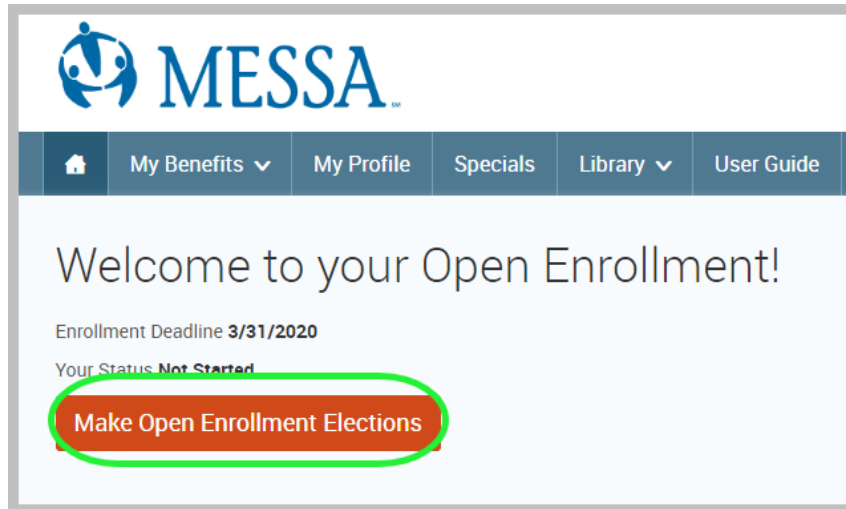 MESSA
SM
My Benefits
My Profile
Specials
Library
User Guide
Welcome to your Open Enrollment!
Enrollment Deadline 3/31/2020
Your Status Not Started
Make Open Enrollment Elections